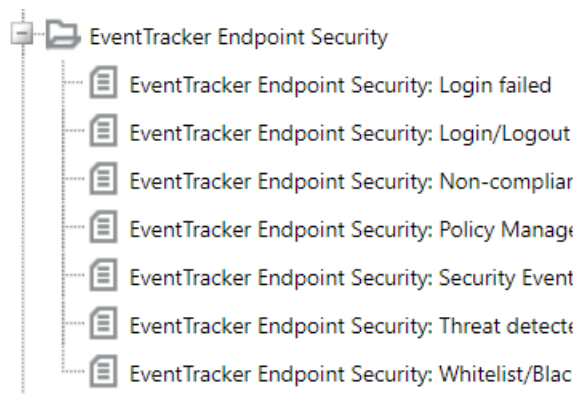 EventTracker Endpoint Security
EventTracker Endpoint Security: Login failed
EventTracker Endpoint Security: Login/Logout
EventTracker Endpoint Security: Non-complian
EventTracker Endpoint Security: Policy Manage
EventTracker Endpoint Security: Security Event
EventTracker Endpoint Security: Threat detecte
EventTracker Endpoint Security: Whitelist/Blac